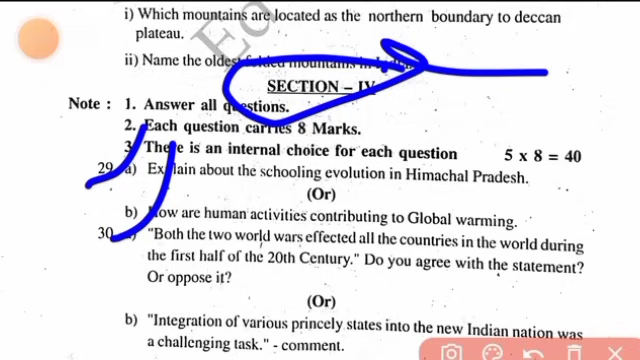 i) Which mountains are located as the northern boundary to deccan
plateau.
ii) Name the oldest folded mountains in
SECTION – IV
Note : 1. Answer all questions.
2. Each question carries 8 Marks.
3. There is an internal choice for each question 5 x 8 = 40
29. a) Explain about the schooling evolution in Himachal Pradesh.
(Or)
b) How are human activities contributing to Global warming.
30. a) "Both the two world wars effected all the countries in the world during
the first half of the 20th Century." Do you agree with the statement?
Or oppose it?
(Or)
b) "Integration of various princely states into the new Indian nation was
a challenging task." - comment.